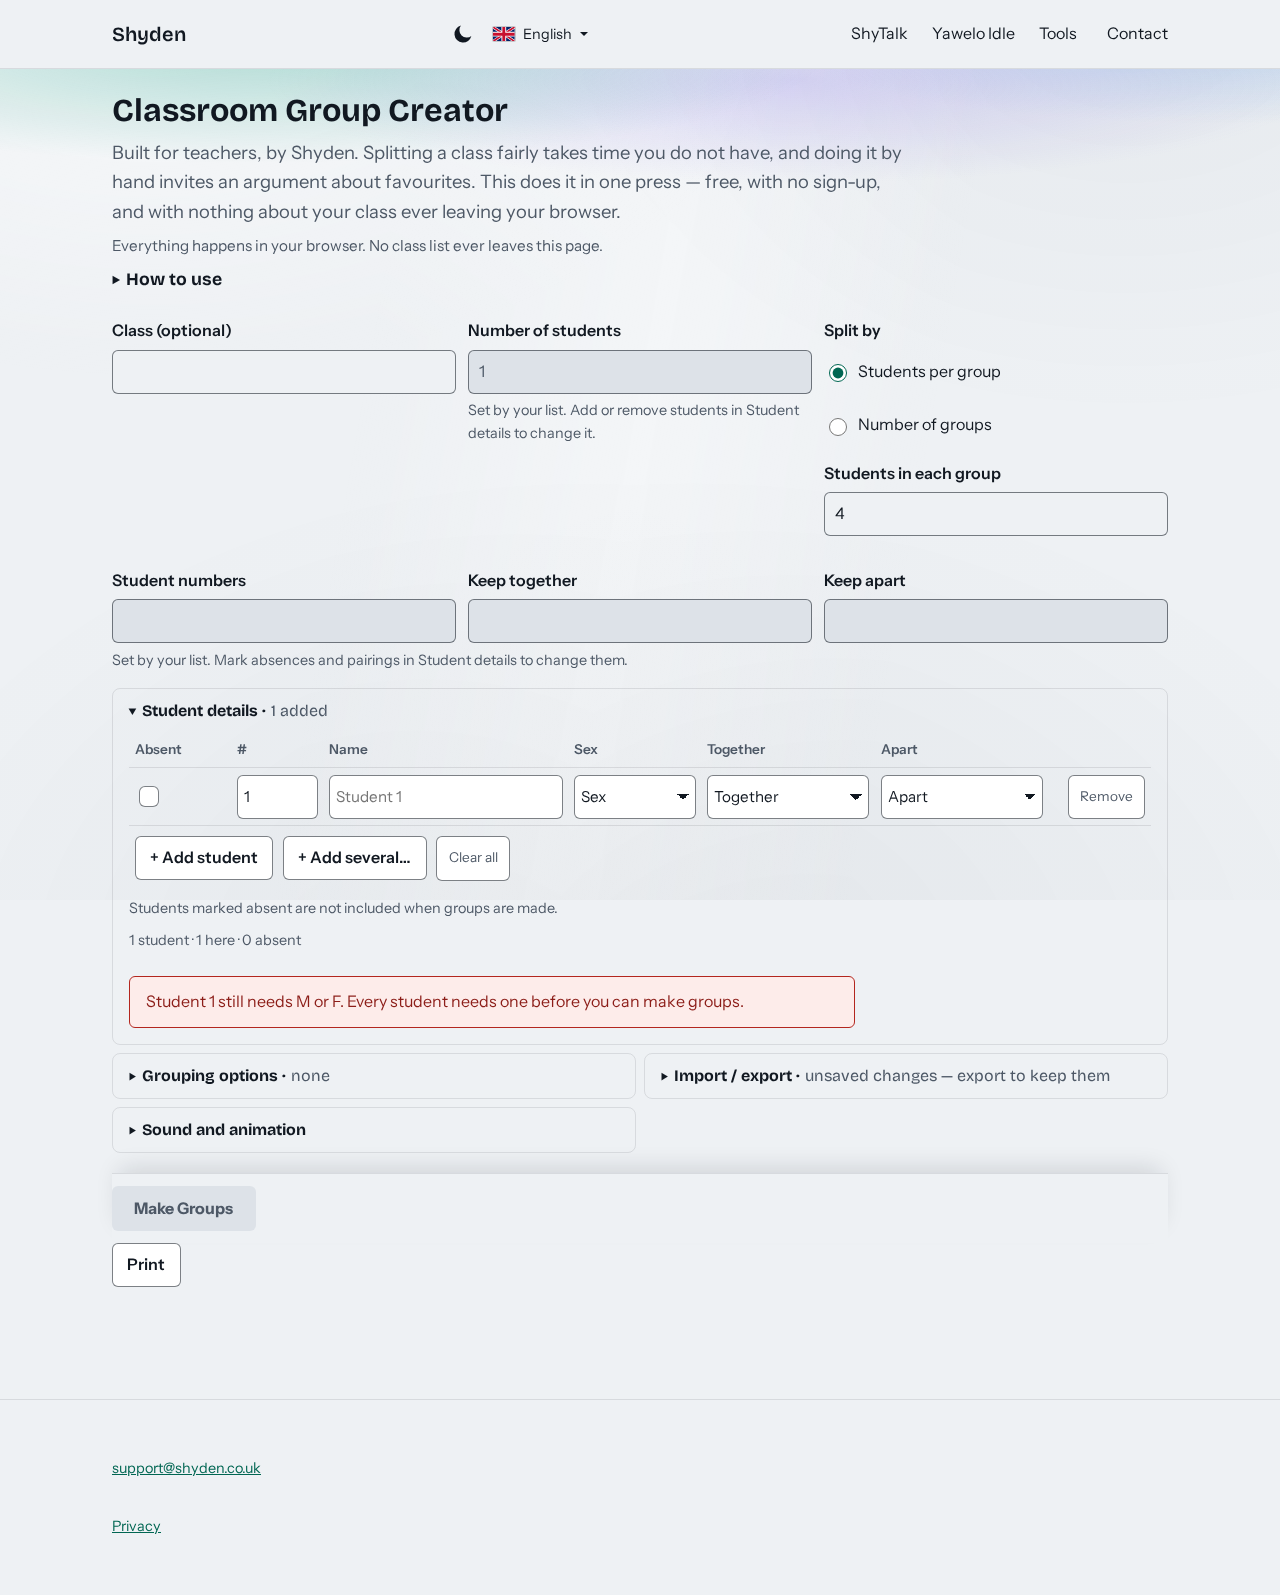 Shyden
English
ShyTalk
Yawelo Idle
Tools
Contact
Classroom Group Creator
Built for teachers, by Shyden. Splitting a class fairly takes time you do not have, and doing it by
hand invites an argument about favourites. This does it in one press — free, with no sign-up,
and with nothing about your class ever leaving your browser.
Everything happens in your browser. No class list ever leaves this page.
How to use
Class (optional)
Number of students
1
Set by your list. Add or remove students in Student
details to change it.
Split by
Students per group
Number of groups
Students in each group
4
Student numbers
Keep together
Keep apart
Set by your list. Mark absences and pairings in Student details to change them.
Student details · 1 added
Absent # Name Sex Together Apart
1 Student 1 Sex Together Apart Remove
+ Add student
+ Add several…
Clear all
Students marked absent are not included when groups are made.
1 student · 1 here · 0 absent
Student 1 still needs M or F. Every student needs one before you can make groups.
Grouping options · none
Import / export · unsaved changes — export to keep them
Sound and animation
Make Groups
Print
support@shyden.co.uk
Privacy